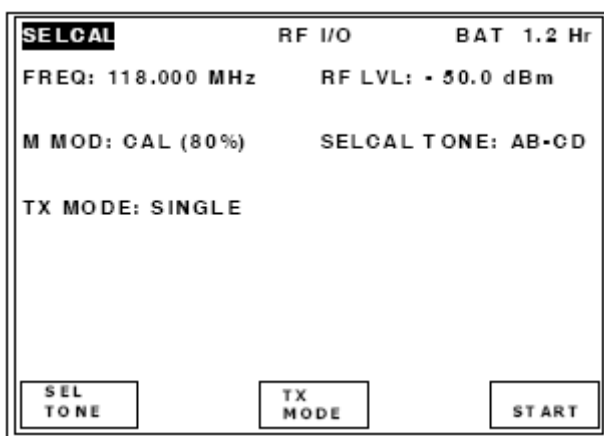 SELCAL RF I/O BAT 1.2 Hr
FREQ: 118.000 MHz RF LVL: - 50.0 dBm
M MOD: CAL (80%) SELCAL TONE: AB-CD
TX MODE: SINGLE
SEL TONE
TX MODE
START